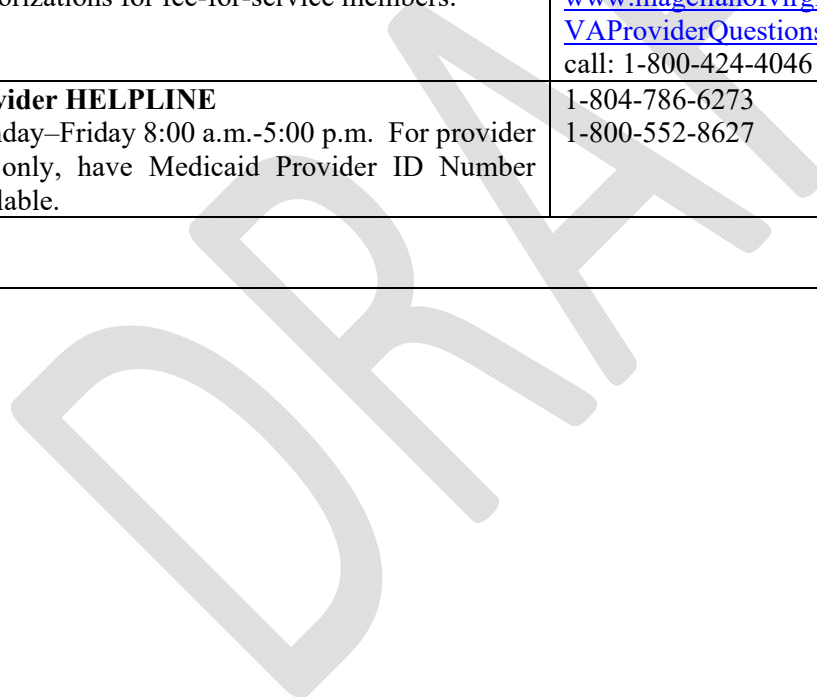 orizations for fee-for-service members.
www.magellanofvirg
VAProviderQuestions
call: 1-800-424-4046
vider HELPLINE
nday–Friday 8:00 a.m.-5:00 p.m. For provider
only, have Medicaid Provider ID Number
lable.
1-804-786-6273
1-800-552-8627
DRA